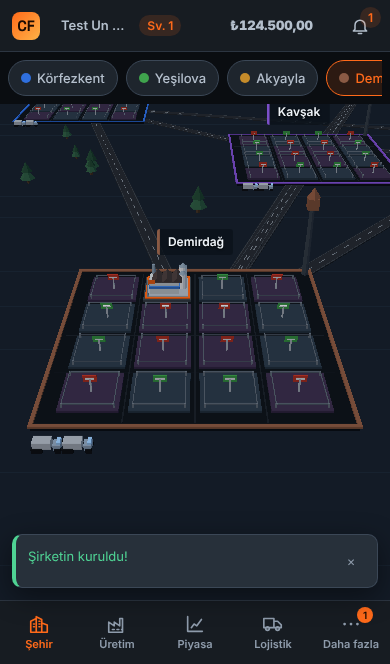 CF Test Un ... Sv. 1 ₺124.500,00 1
Körfezkent Yeşilova Akyayla Dem
Kavşak
Demirdağ
Şirketin kuruldu! ×
1
Şehir Üretim Piyasa Lojistik Daha fazla